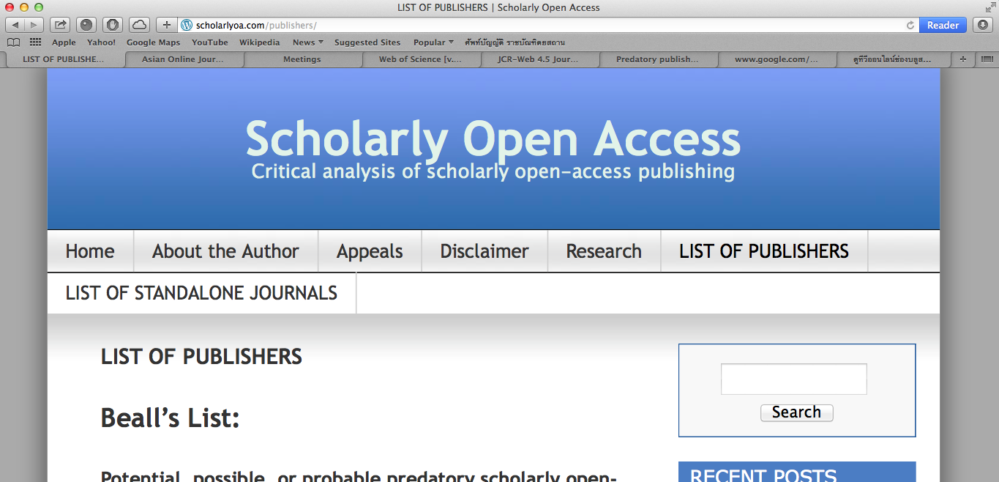 LIST OF PUBLISHERS | Scholarly Open Access
scholarlyoa.com/publishers/
Reader
Apple Yahoo! Google Maps YouTube Wikipedia News Suggested Sites Popular ศัพท์บัญญัติ ราชบัณฑิตยสถาน
LIST OF PUBLISHE... Asian Online Jour... Meetings Web of Science [v.... JCR-Web 4.5 Jour... Predatory publish... www.google.com/... ดูทีวีออนไลน์ช่องบลูส...
Scholarly Open Access
Critical analysis of scholarly open-access publishing
Home About the Author Appeals Disclaimer Research LIST OF PUBLISHERS
LIST OF STANDALONE JOURNALS
LIST OF PUBLISHERS
Beall’s List:
Potential, possible, or probable predatory scholarly open-
Search
RECENT POSTS